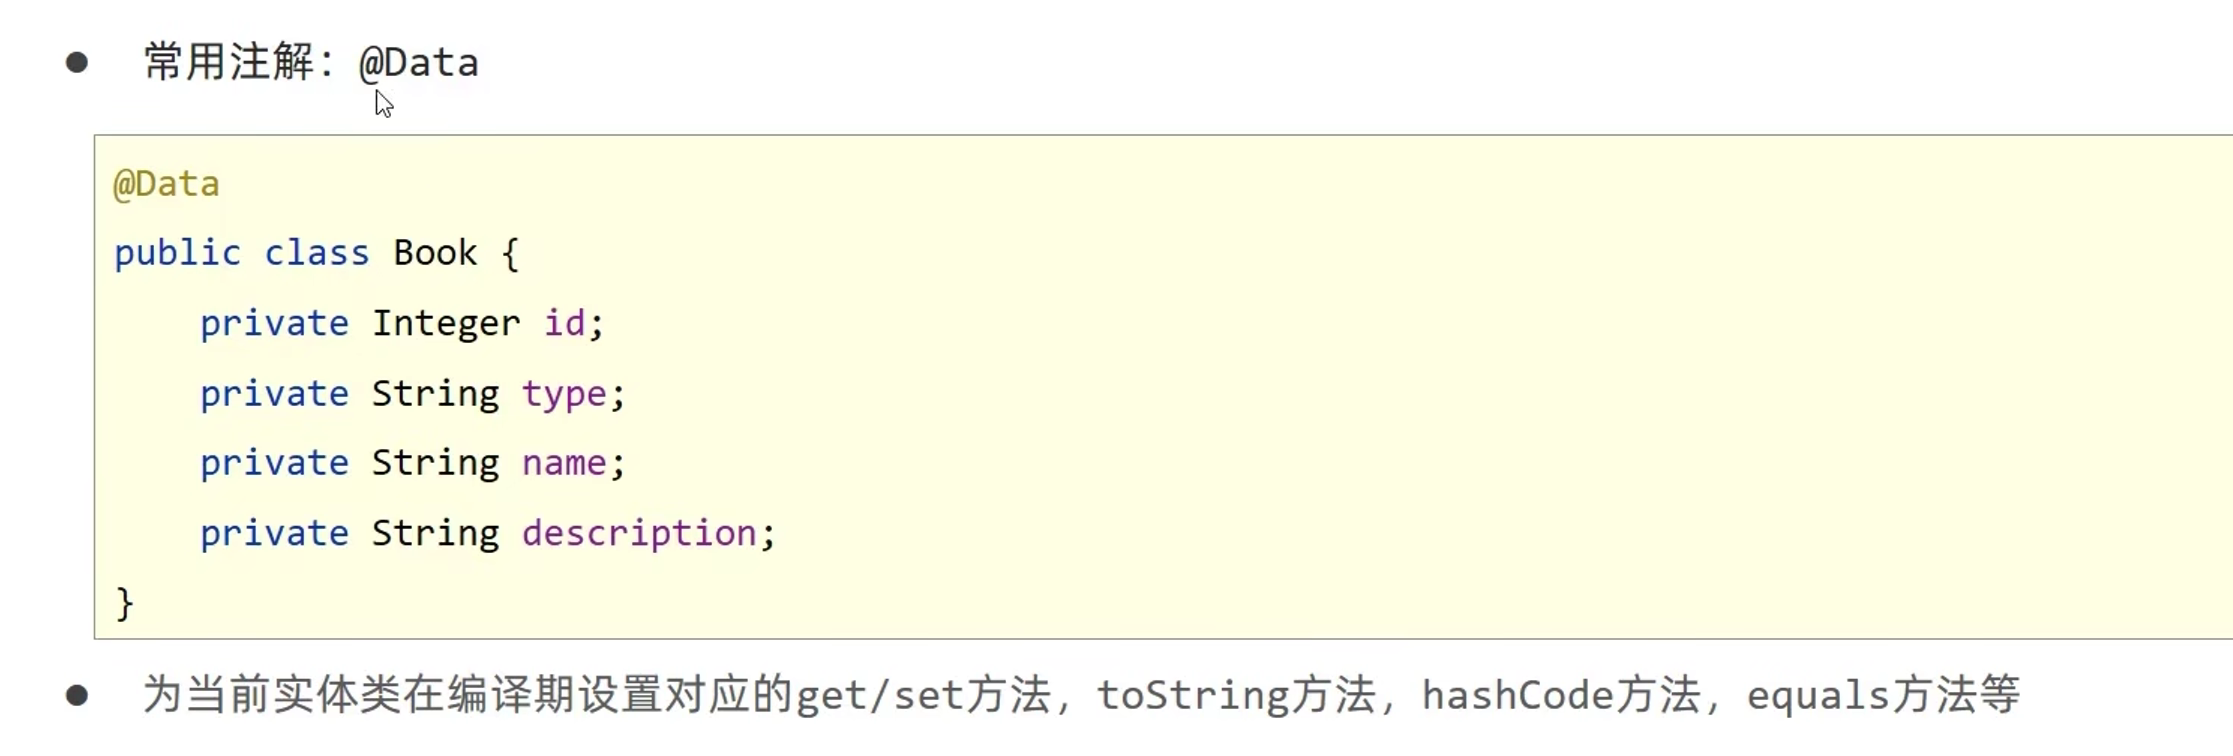 ● 常用注解：@Data
@Data
public class Book {
    private Integer id;
    private String type;
    private String name;
    private String description;
}
● 为当前实体类在编译期设置对应的get/set方法，toString方法，hashCode方法，equals方法等